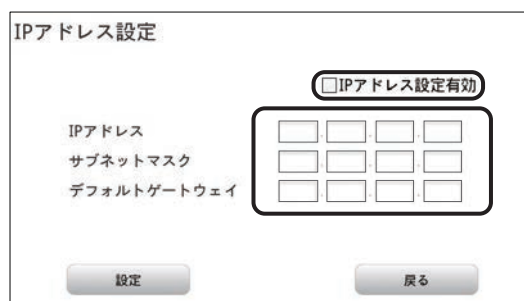 IPアドレス設定
□IPアドレス設定有効
IPアドレス
サブネットマスク
デフォルトゲートウェイ
設定
戻る